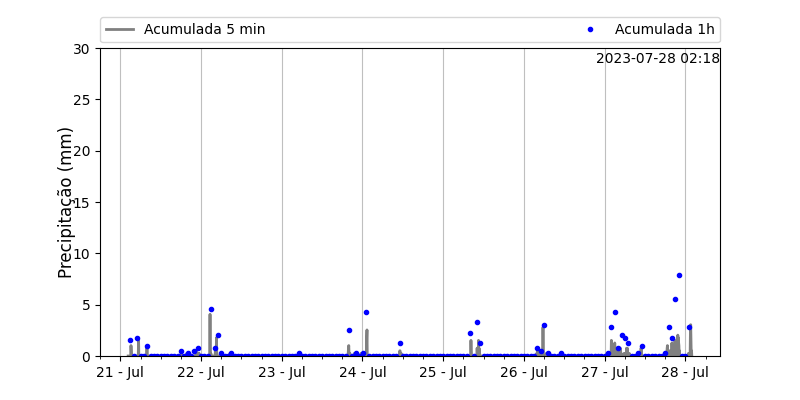 Acumulada 5 min
Acumulada 1h
2023-07-28 02:18
Precipitação (mm)
30
25
20
15
10
5
0
21 - Jul 22 - Jul 23 - Jul 24 - Jul 25 - Jul 26 - Jul 27 - Jul 28 - Jul